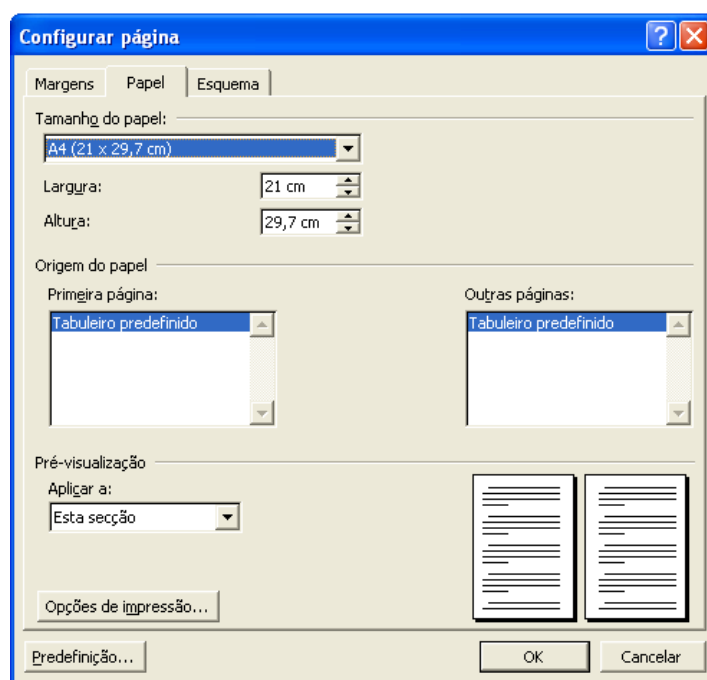 Configurar página
Margens Papel Esquema
Tamanho do papel:
A4 (21 x 29,7 cm)
Largura: 21 cm
Altura: 29,7 cm
Origem do papel
Primeira página: Outras páginas:
Tabuleiro predefinido Tabuleiro predefinido
Pré-visualização
Aplicar a:
Esta secção
Opções de impressão...
Predefinição... OK Cancelar